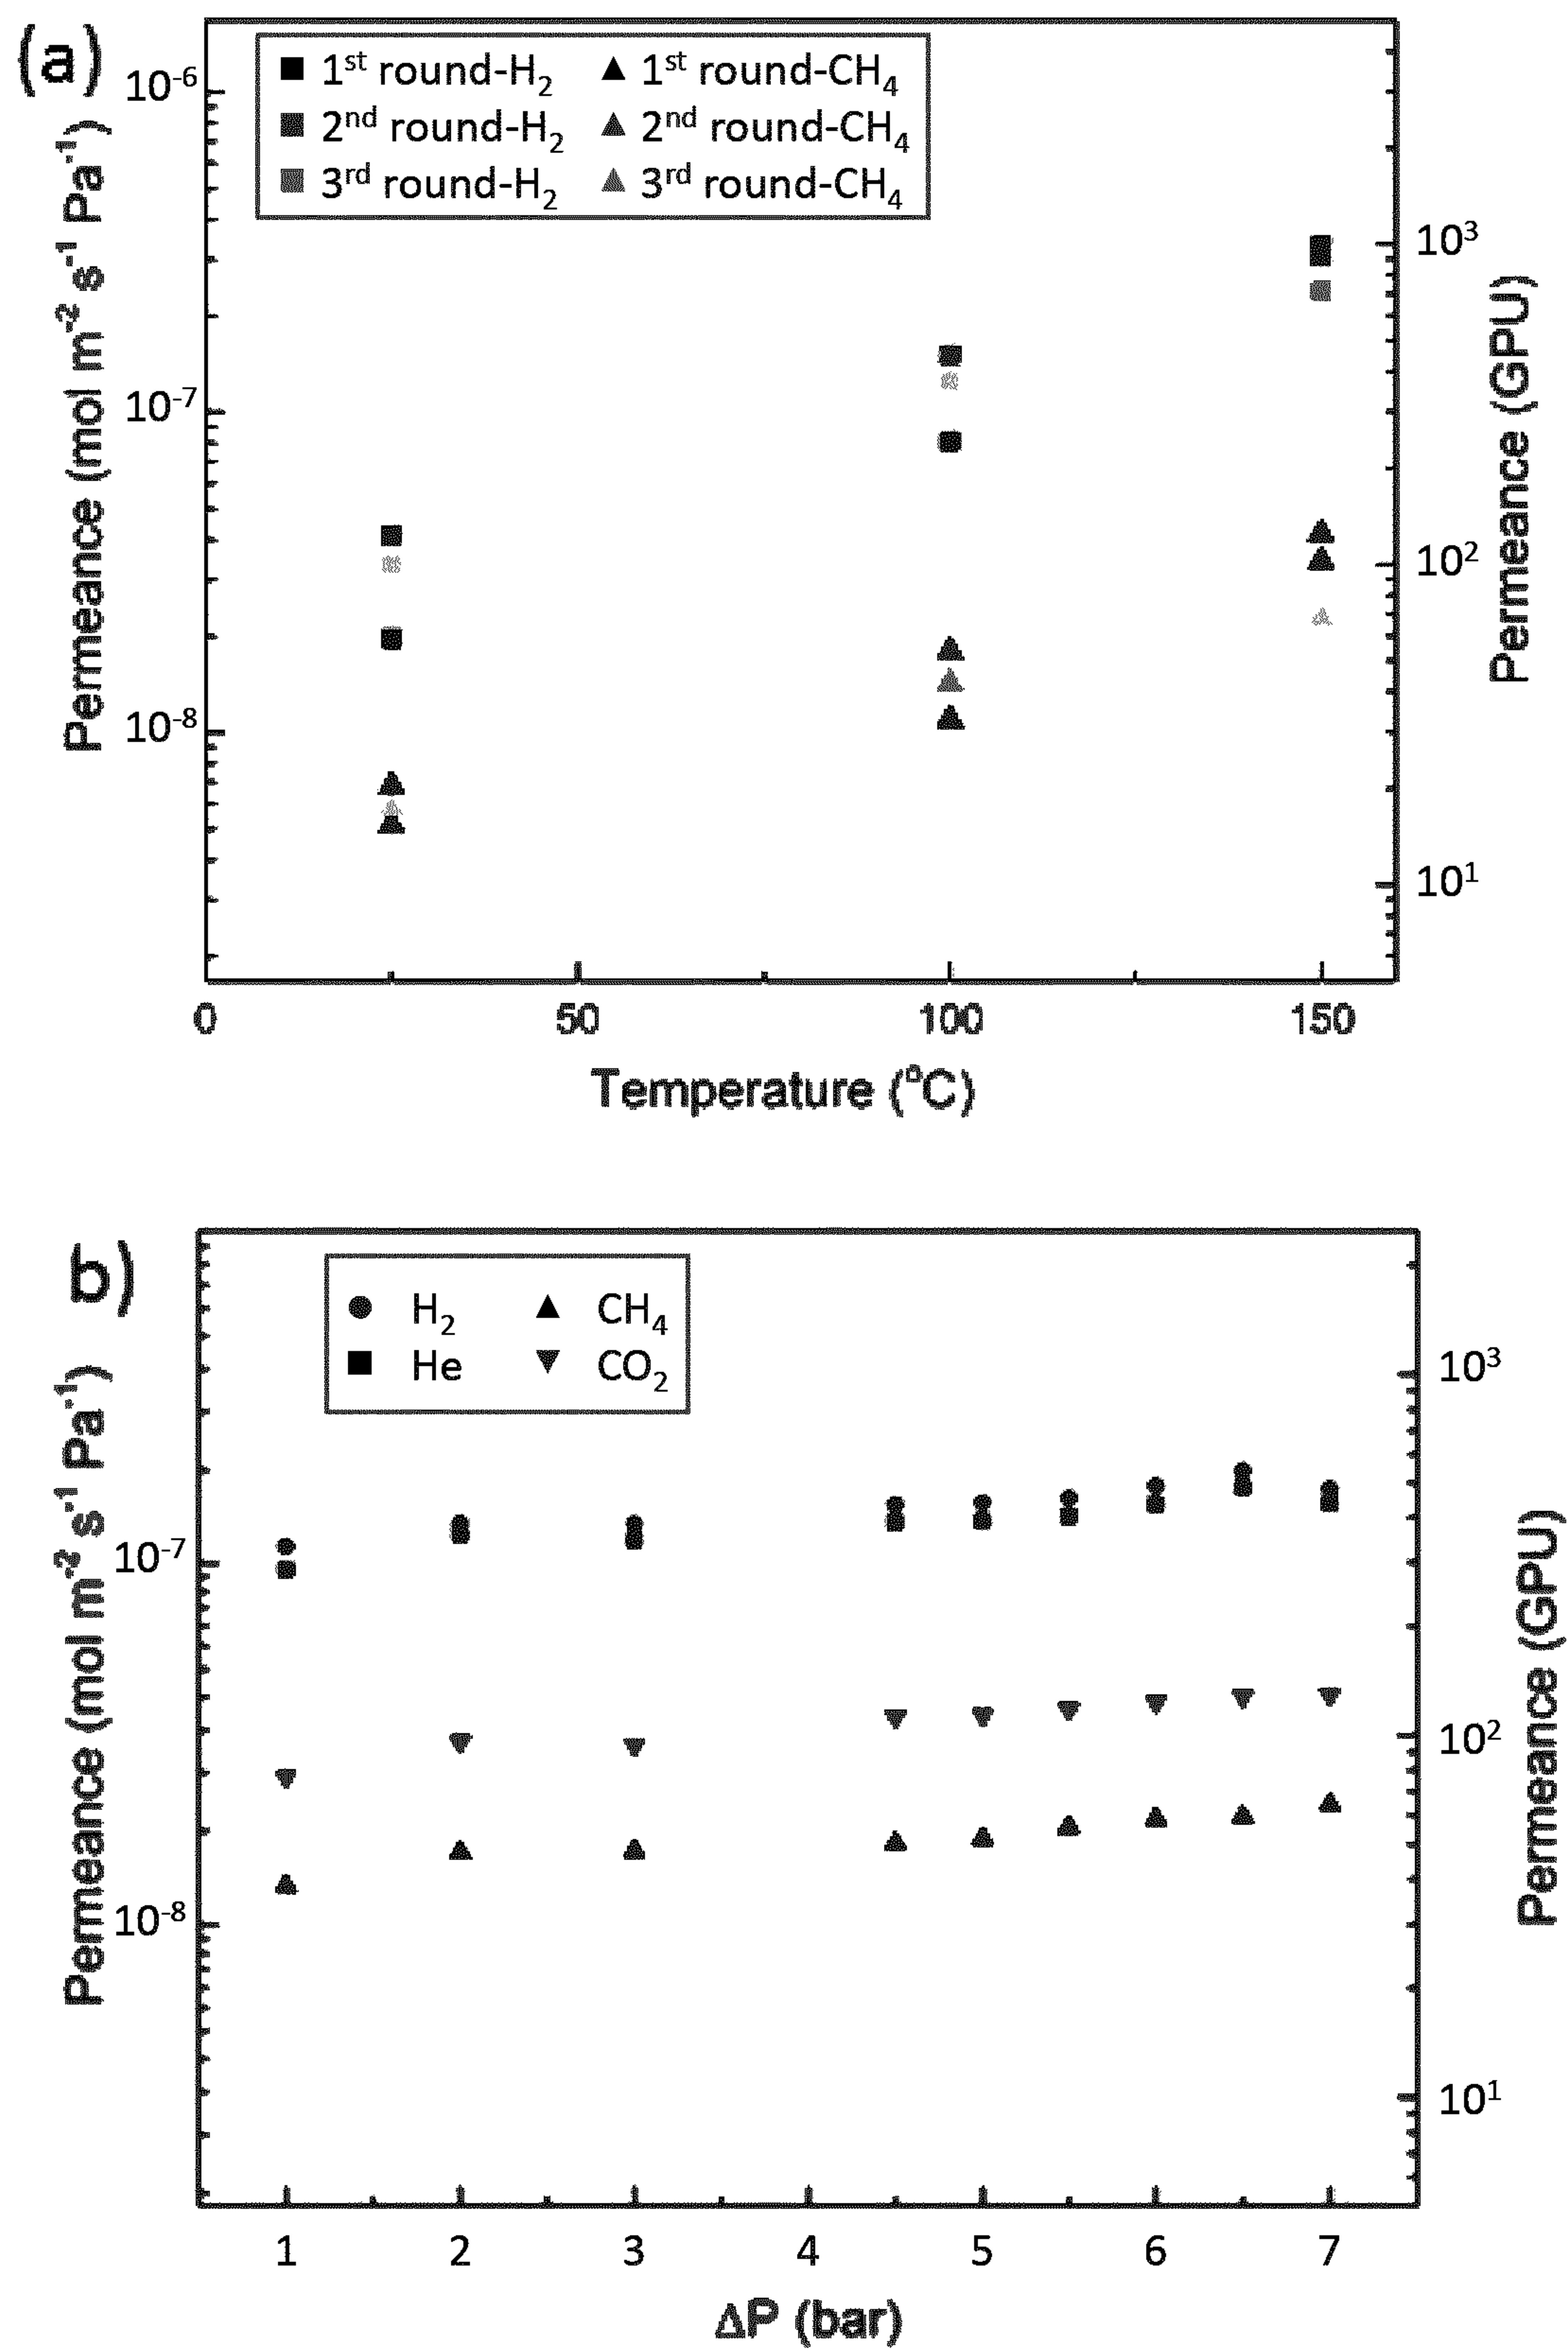 (a)
1st round-H2 1st round-CH4
2nd round-H2 2nd round-CH4
3rd round-H2 3rd round-CH4
10-6
10-7
10-8
Permeance (mol m-2 s-1 Pa-1)
103
102
101
Permeance (GPU)
0 50 100 150
Temperature (°C)
b)
H2 CH4
He CO2
10-7
10-8
Permeance (mol m-2 s-1 Pa-1)
103
102
101
Permeance (GPU)
1 2 3 4 5 6 7
ΔP (bar)